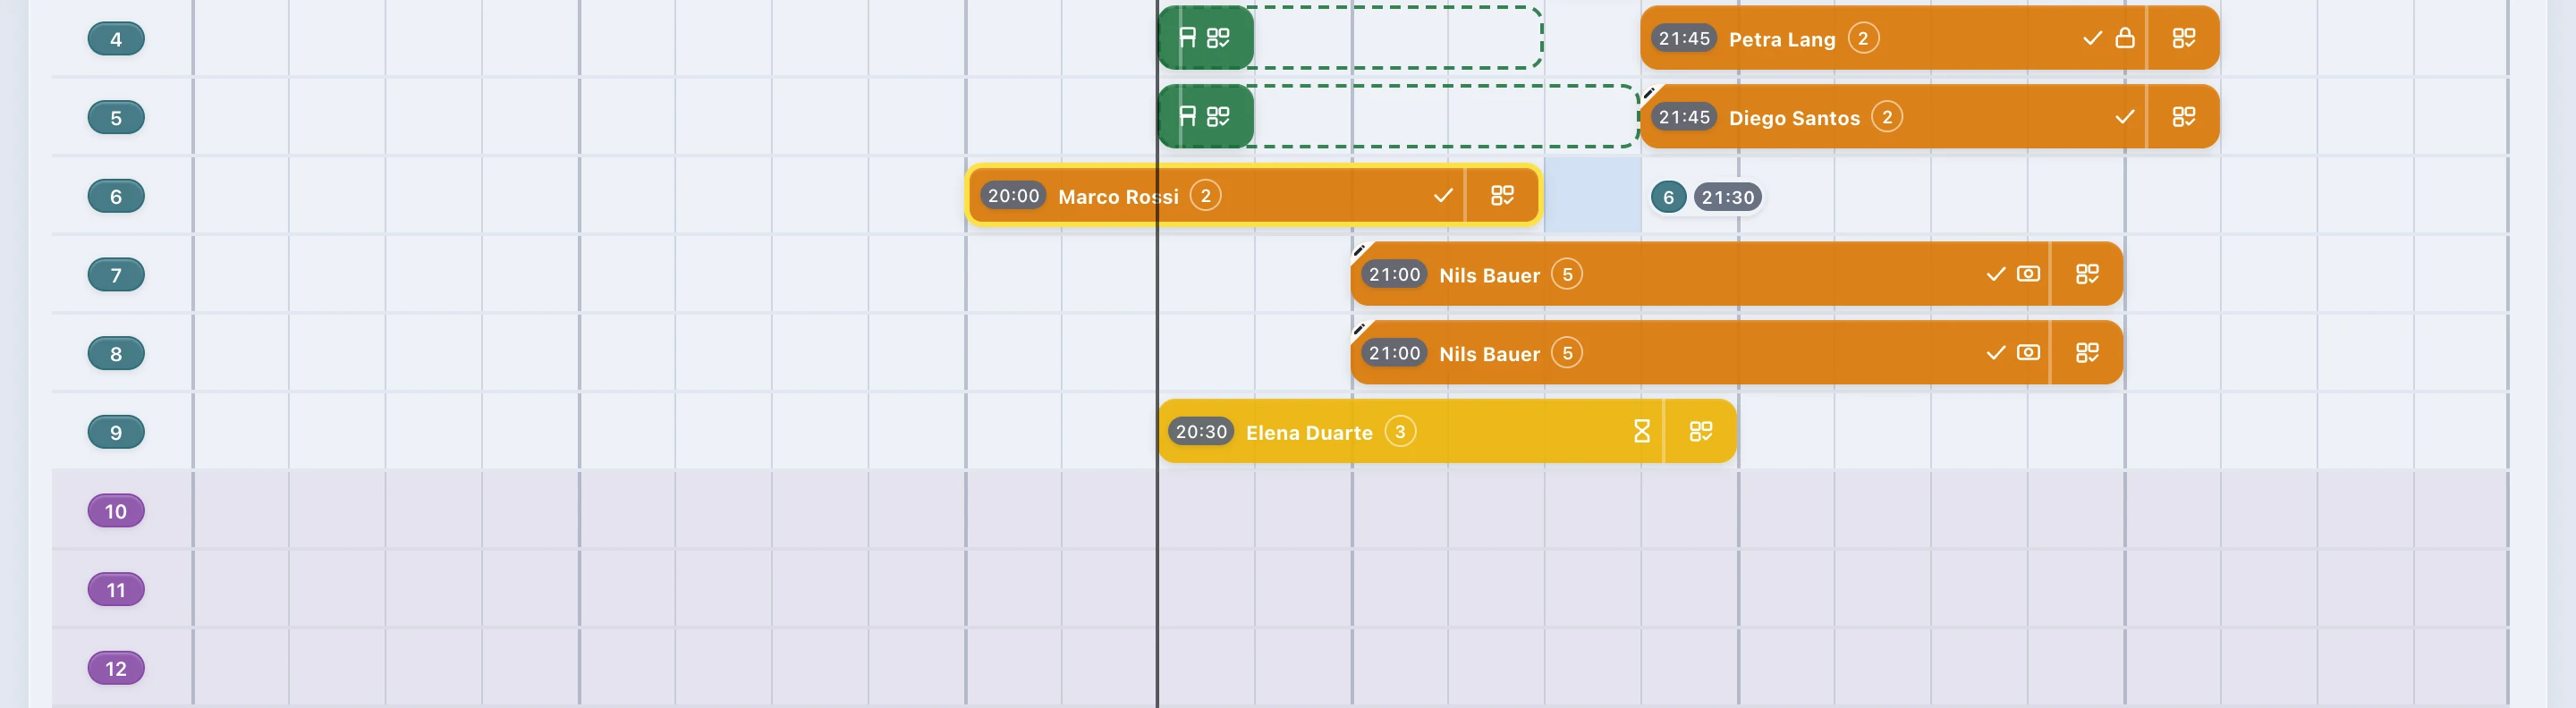 4 21:45 Petra Lang 2
5 21:45 Diego Santos 2
6 20:00 Marco Rossi 2 6 21:30
7 21:00 Nils Bauer 5
8 21:00 Nils Bauer 5
9 20:30 Elena Duarte 3
10
11
12